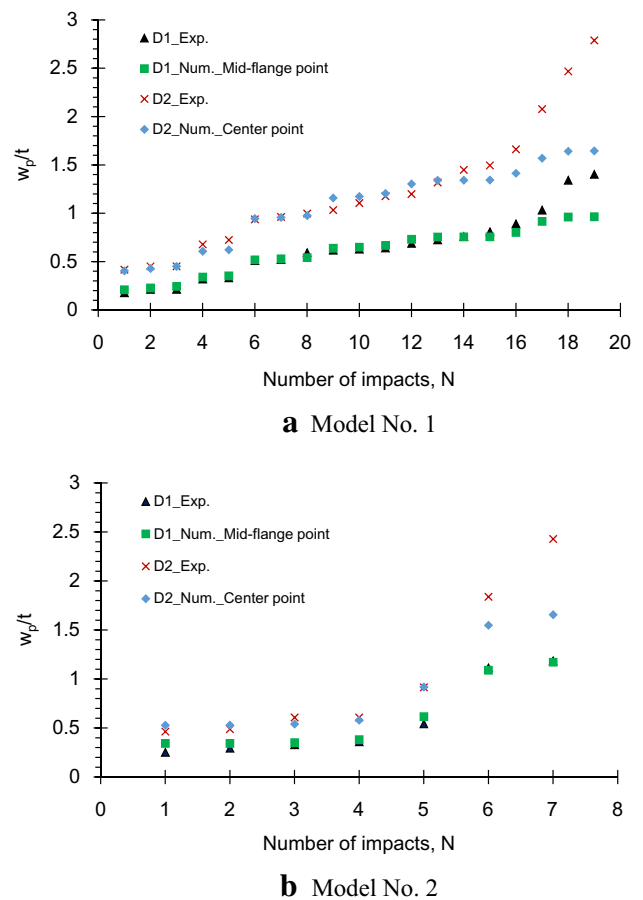 3
2.5
2
1.5
1
0.5
0
w_p/t
D1_Exp.
D1_Num._Mid-flange point
D2_Exp.
D2_Num._Center point
0 2 4 6 8 10 12 14 16 18 20
Number of impacts, N
a Model No. 1
3
2.5
2
1.5
1
0.5
0
w_p/t
D1_Exp.
D1_Num._Mid-flange point
D2_Exp.
D2_Num._Center point
0 1 2 3 4 5 6 7 8
Number of impacts, N
b Model No. 2